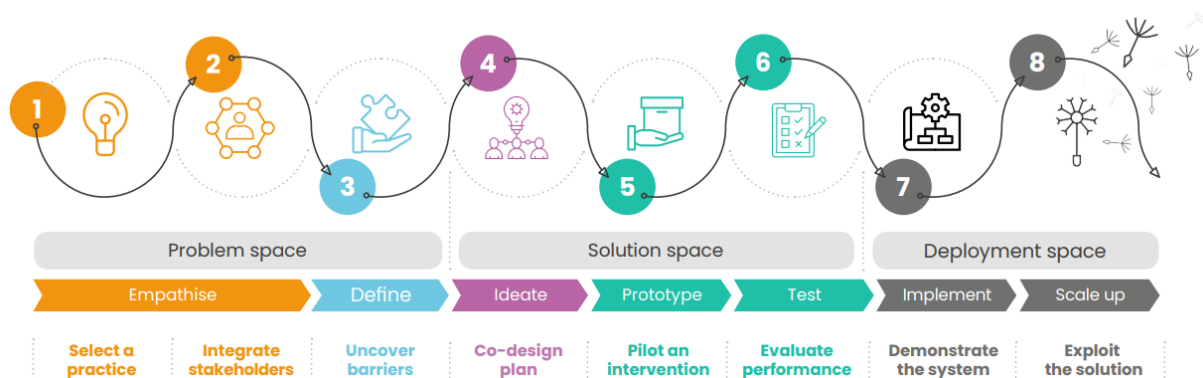 1
2
3
4
5
6
7
8
Problem space
Solution space
Deployment space
Empathise
Define
Ideate
Prototype
Test
Implement
Scale up
Select a
practice
Integrate
stakeholders
Uncover
barriers
Co-design
plan
Pilot an
intervention
Evaluate
performance
Demonstrate
the system
Exploit
the solution